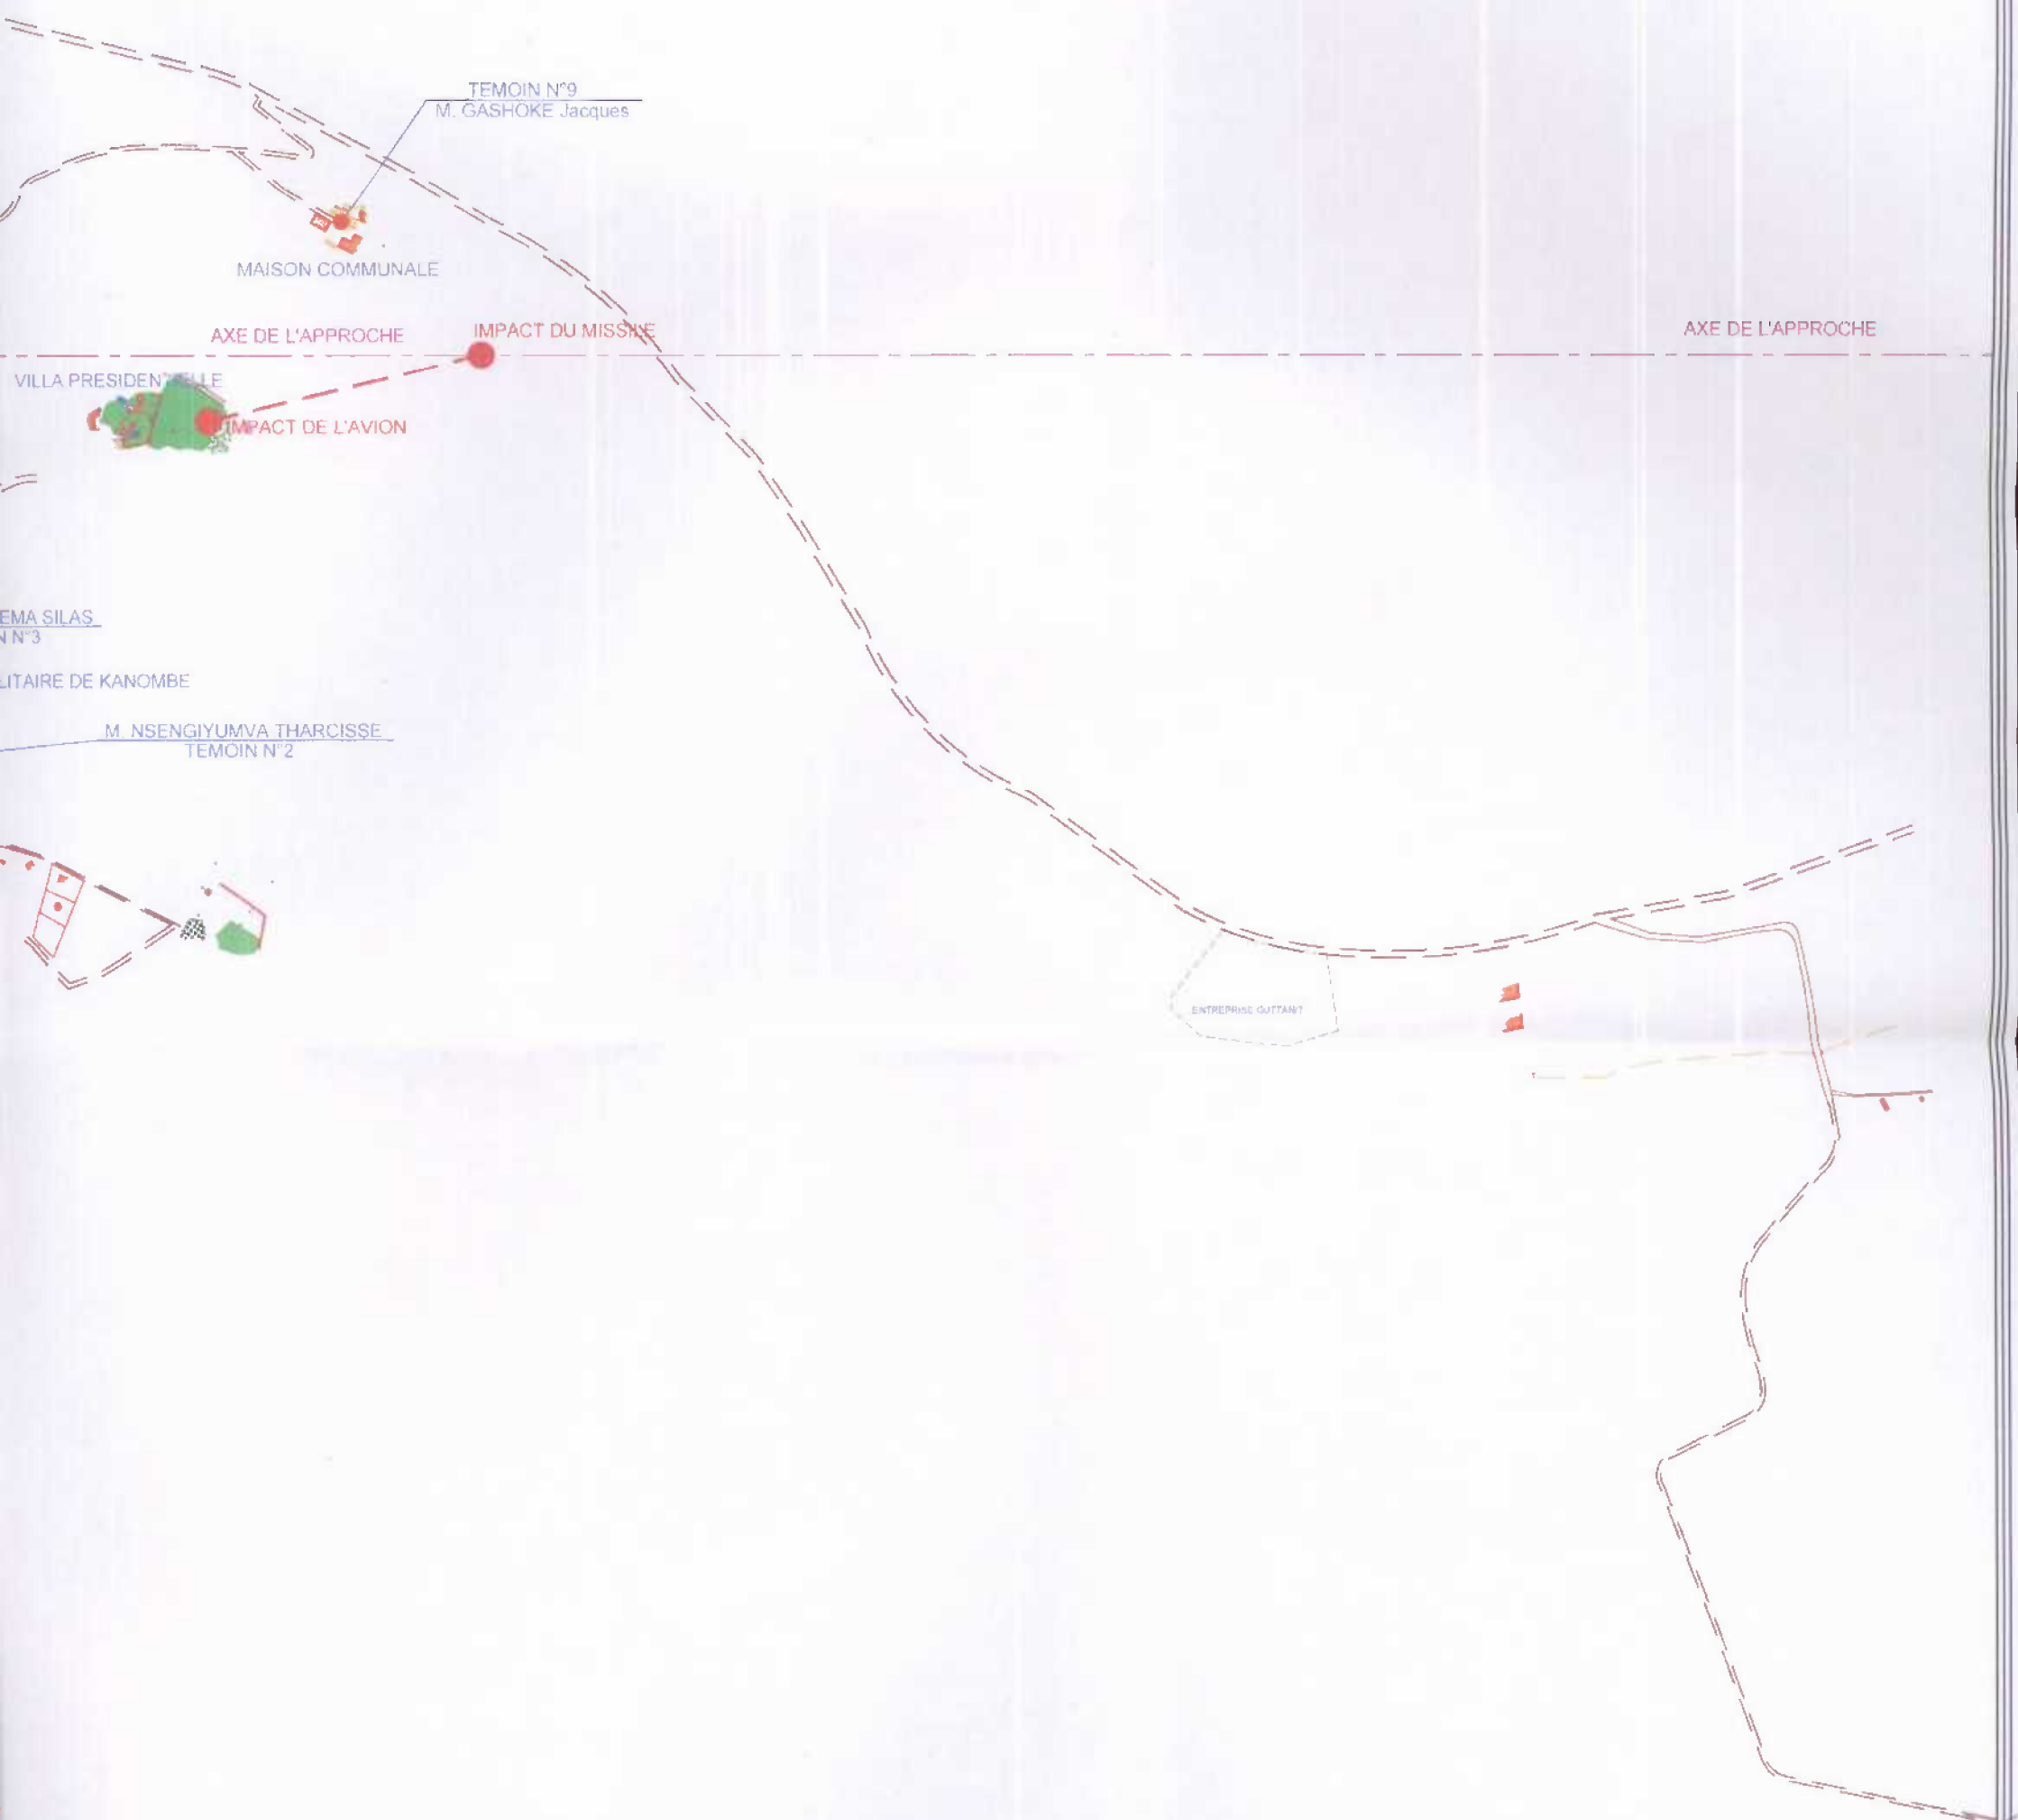 TEMOIN N°9
M. GASHOKE Jacques
MAISON COMMUNALE
AXE DE L'APPROCHE
IMPACT DU MISSILE
AXE DE L'APPROCHE
VILLA PRESIDENTIELLE
IMPACT DE L'AVION
EMA SILAS
N N°3
LITAIRE DE KANOMBE
M. NSENGIYUMVA THARCISSE
TEMOIN N°2
ENTREPRISE GUTTANIT